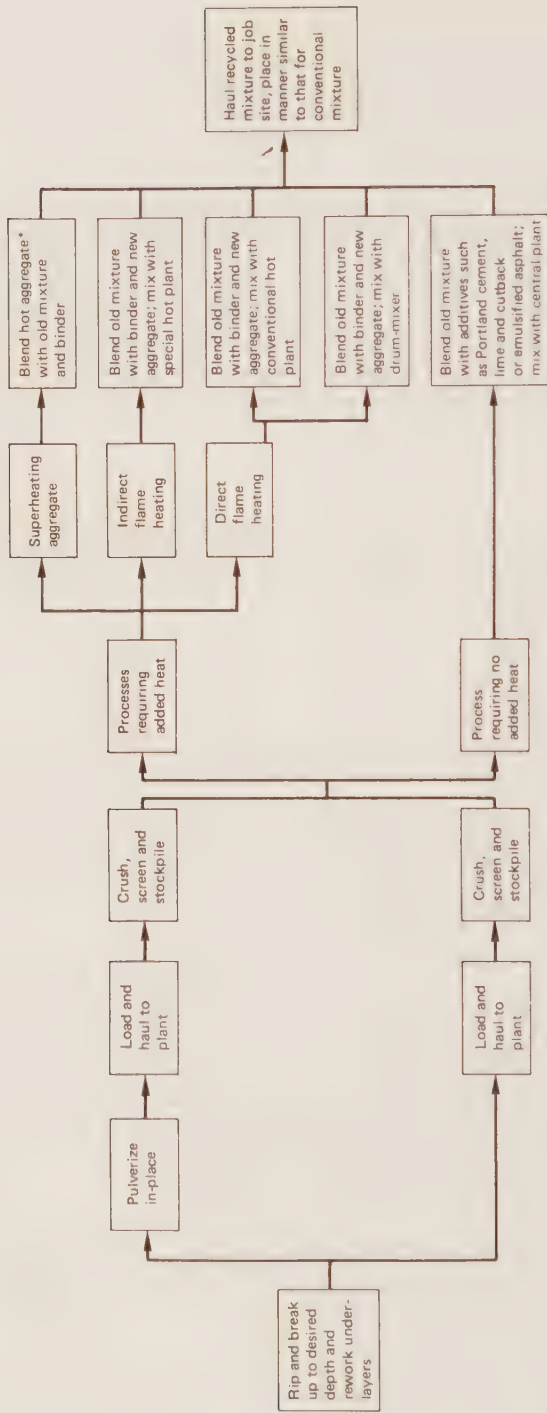 Rip and break
up to desired
depth and
rework under-
layers
Pulverize
in-place
Load and
haul to
plant
Crush,
screen and
stockpile
Load and
haul to
plant
Crush,
screen and
stockpile
Processes
requiring
added heat
Process
requiring no
added heat
Superheating
aggregate
Indirect
flame
heating
Direct
flame
heating
Blend hot aggregate*
with old mixture
and binder
Blend old mixture
with binder and new
aggregate; mix with
special hot plant
Blend old mixture
with binder and new
aggregate; mix with
conventional hot
plant
Blend old mixture
with binder and new
aggregate; mix with
drum-mixer
Blend old mixture
with additives such
as Portland cement,
lime and cutback
or emulsified asphalt;
mix with central plant
Haul recycled
mixture to job
site, place in
manner similar
to that for
conventional
mixture